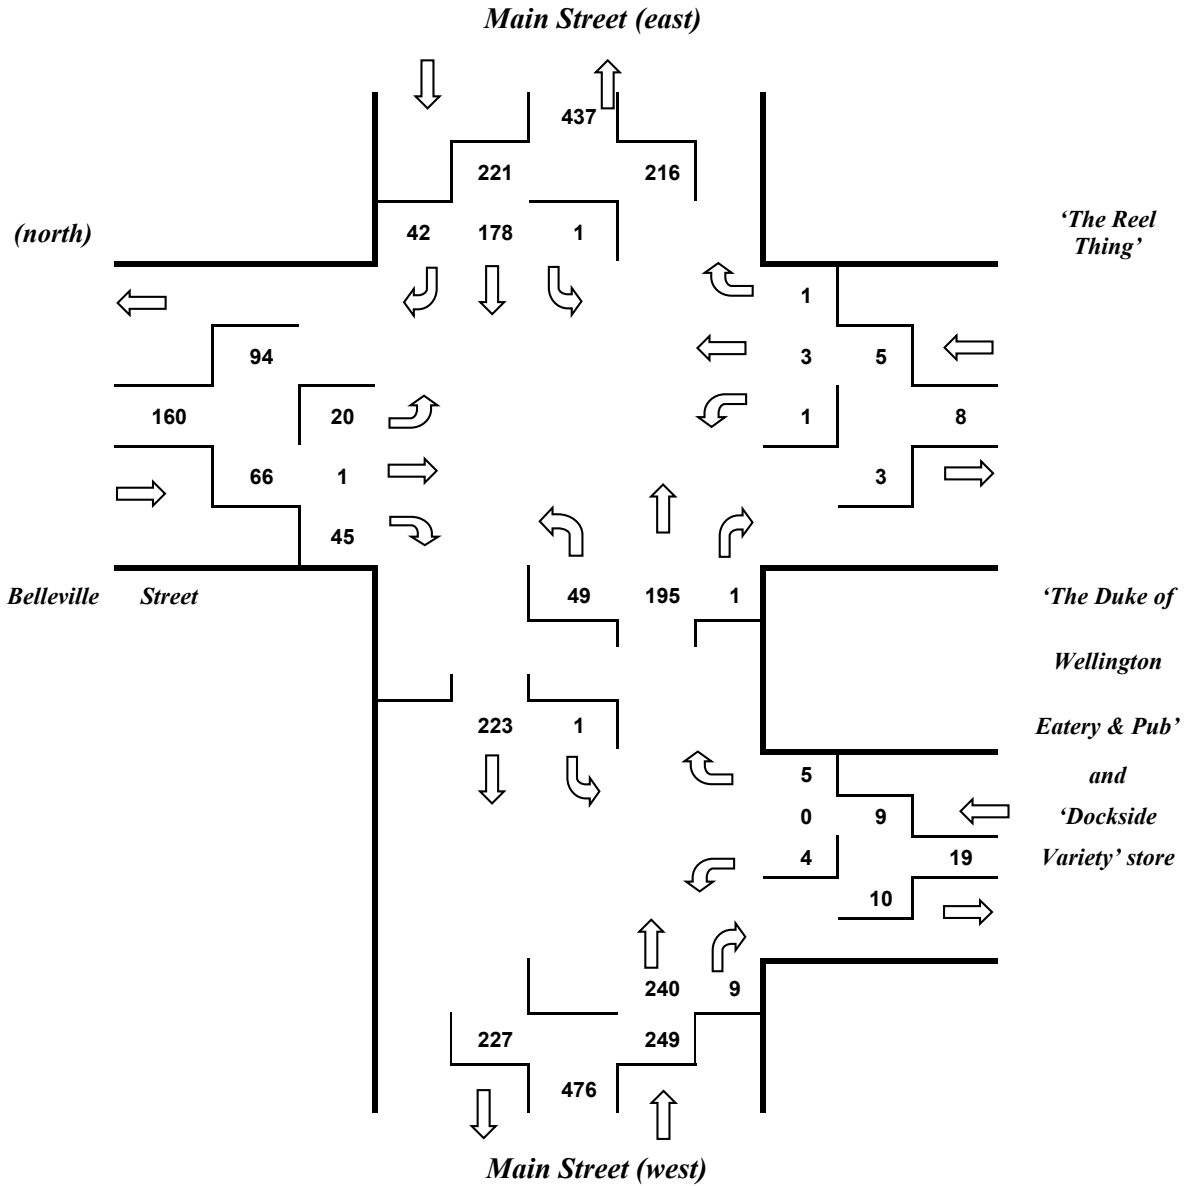 Main Street (east)
437
221 216
(north) 42 178 1 ‘The Reel
Thing’
1
94 3 5
160 20 1 8
66 1 3
45
Belleville Street 49 195 1 ‘The Duke of
Wellington
223 1 Eatery & Pub’
5 and
0 9 ‘Dockside
4 19 Variety’ store
10
240 9
227 249
476
Main Street (west)